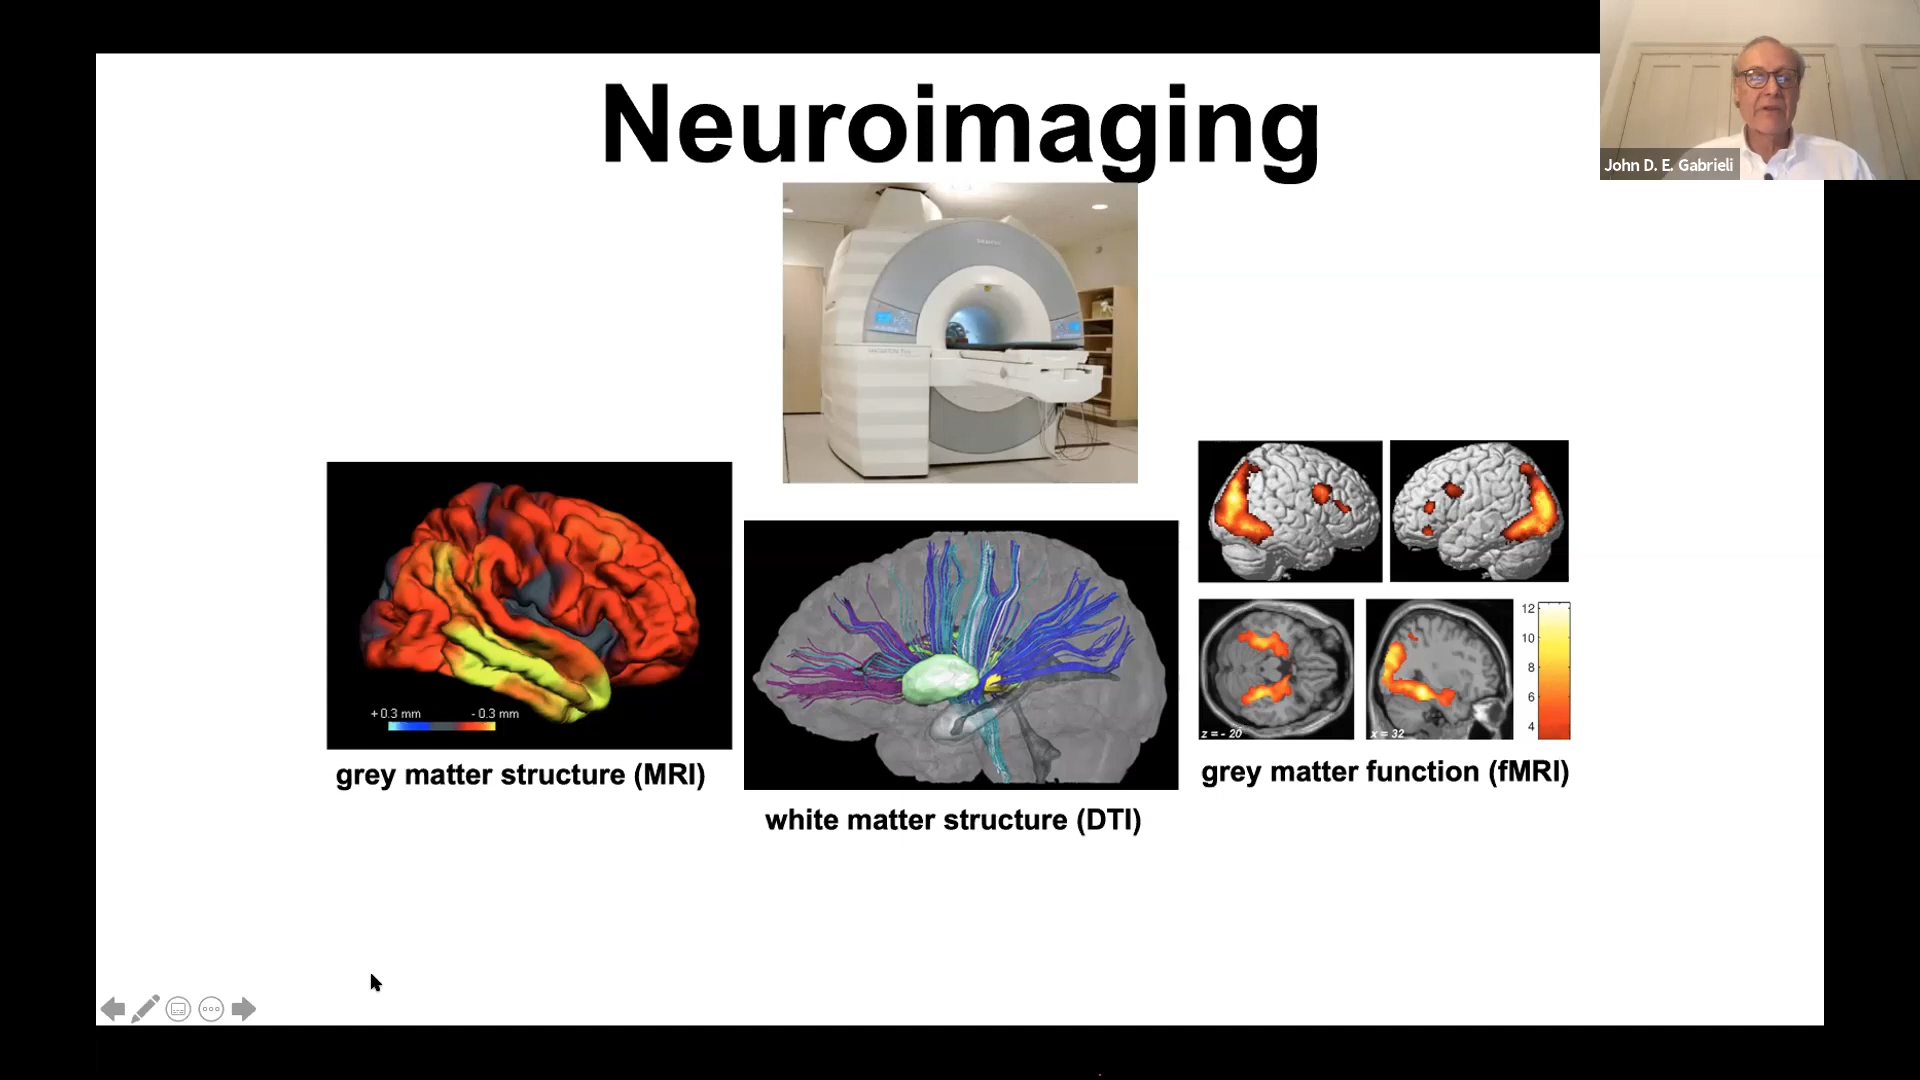 Neuroimaging
John D. E. Gabrieli
+0.3 mm
-0.3 mm
grey matter structure (MRI)
white matter structure (DTI)
z = - 20
x = 32
12
10
8
6
4
grey matter function (fMRI)